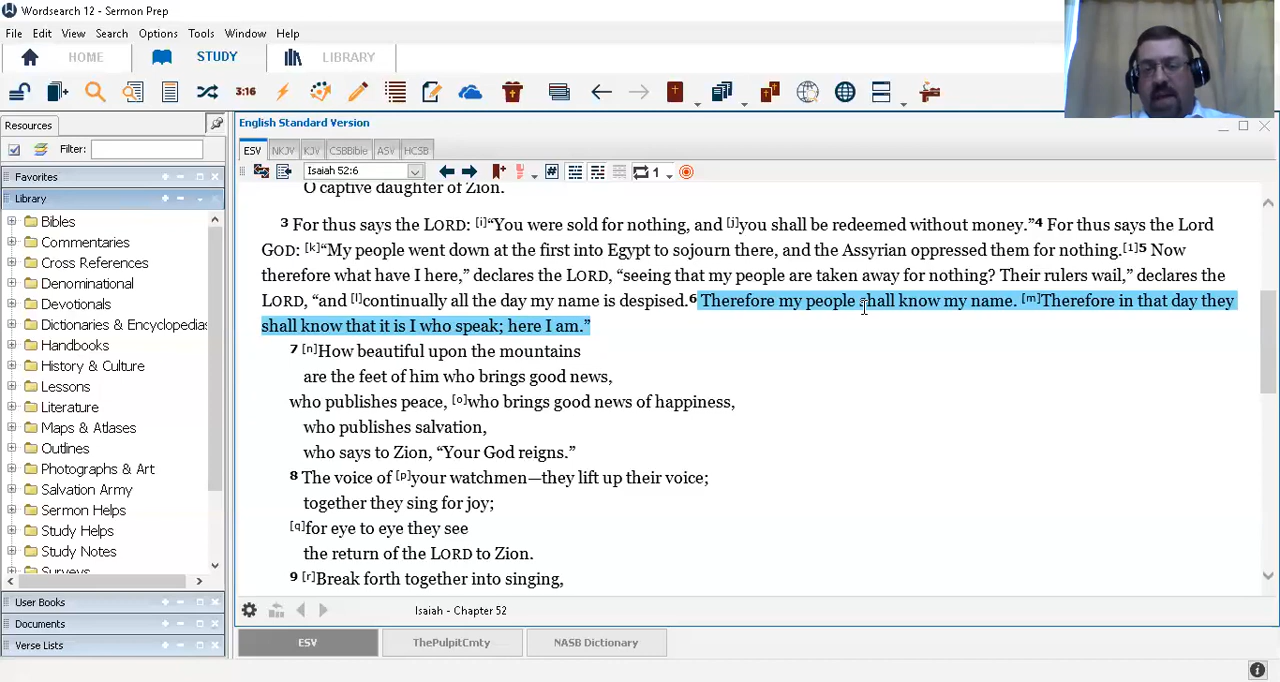 Wordsearch 12 - Sermon Prep
File Edit View Search Options Tools Window Help
HOME STUDY LIBRARY
3:16
Resources
English Standard Version
Filter:
ESV NKJV KJV CSBBible ASV HCSB
Isaiah 52:6
# 1
Favorites
Library
Bibles
Commentaries
Cross References
Denominational
Devotionals
Dictionaries & Encyclopedias
Handbooks
History & Culture
Lessons
Literature
Maps & Atlases
Outlines
Photographs & Art
Salvation Army
Sermon Helps
Study Helps
Study Notes
Surveys
User Books
Documents
Verse Lists
O captive daughter of Zion.
3 For thus says the LORD: [i]“You were sold for nothing, and [j]you shall be redeemed without money.”4 For thus says the Lord
GOD: [k]“My people went down at the first into Egypt to sojourn there, and the Assyrian oppressed them for nothing.[1]5 Now
therefore what have I here,” declares the LORD, “seeing that my people are taken away for nothing? Their rulers wail,” declares the
LORD, “and [l]continually all the day my name is despised.6 Therefore my people shall know my name. [m]Therefore in that day they
shall know that it is I who speak; here I am.”
7 [n]How beautiful upon the mountains
are the feet of him who brings good news,
who publishes peace, [o]who brings good news of happiness,
who publishes salvation,
who says to Zion, “Your God reigns.”
8 The voice of [p]your watchmen—they lift up their voice;
together they sing for joy;
[q]for eye to eye they see
the return of the LORD to Zion.
9 [r]Break forth together into singing,
Isaiah - Chapter 52
ESV ThePulpitCmty NASB Dictionary